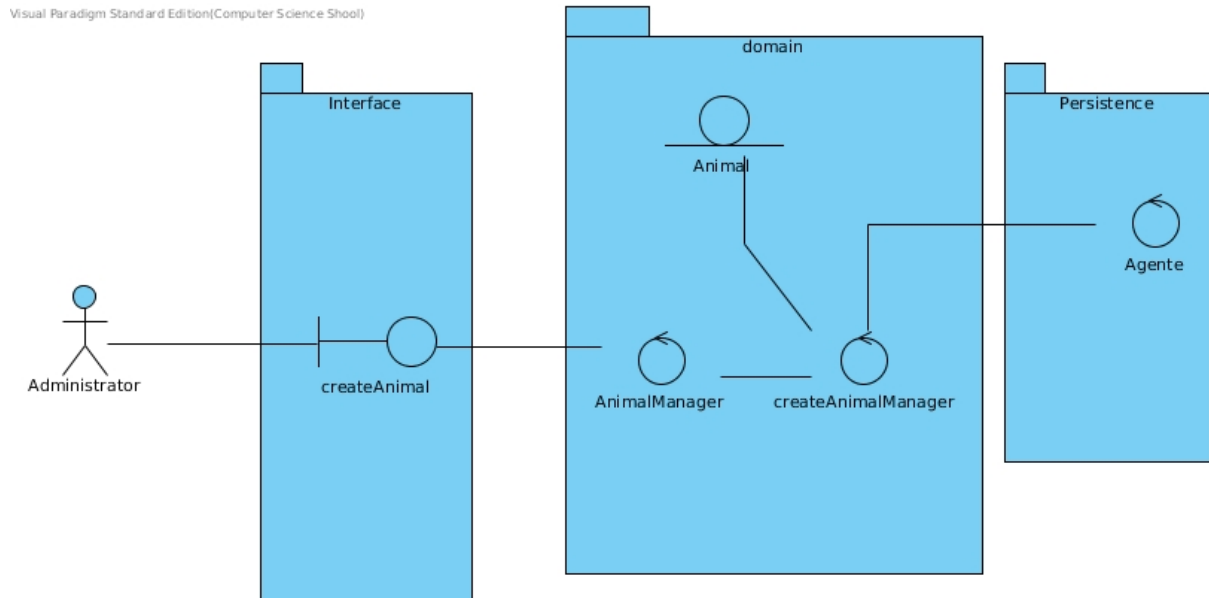 Visual Paradigm Standard Edition(Computer Science Shool)
domain
Interface
Persistence
Animal
Agente
Administrator
createAnimal
AnimalManager
createAnimalManager